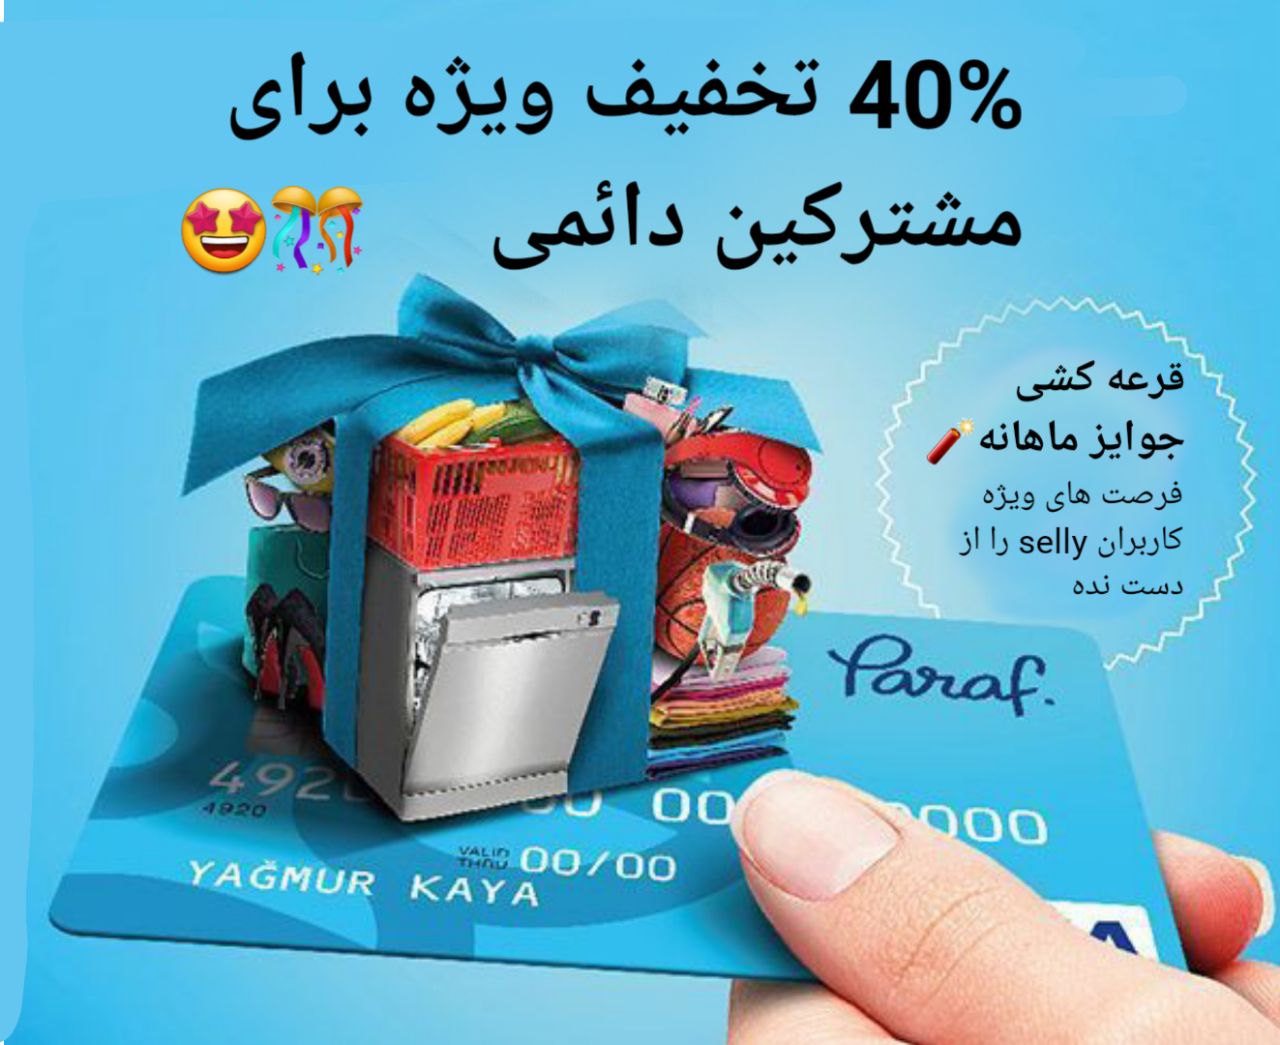 40% تخفیف ویژه برای
مشترکین دائمی 🎊🤩
قرعه کشی
جوایز ماهانه🧨
فرصت های ویژه
کاربران selly را از
دست نده
Paraf.
492 00 00 0000
4920
VALID
THRU 00/00
YAĞMUR KAYA
A